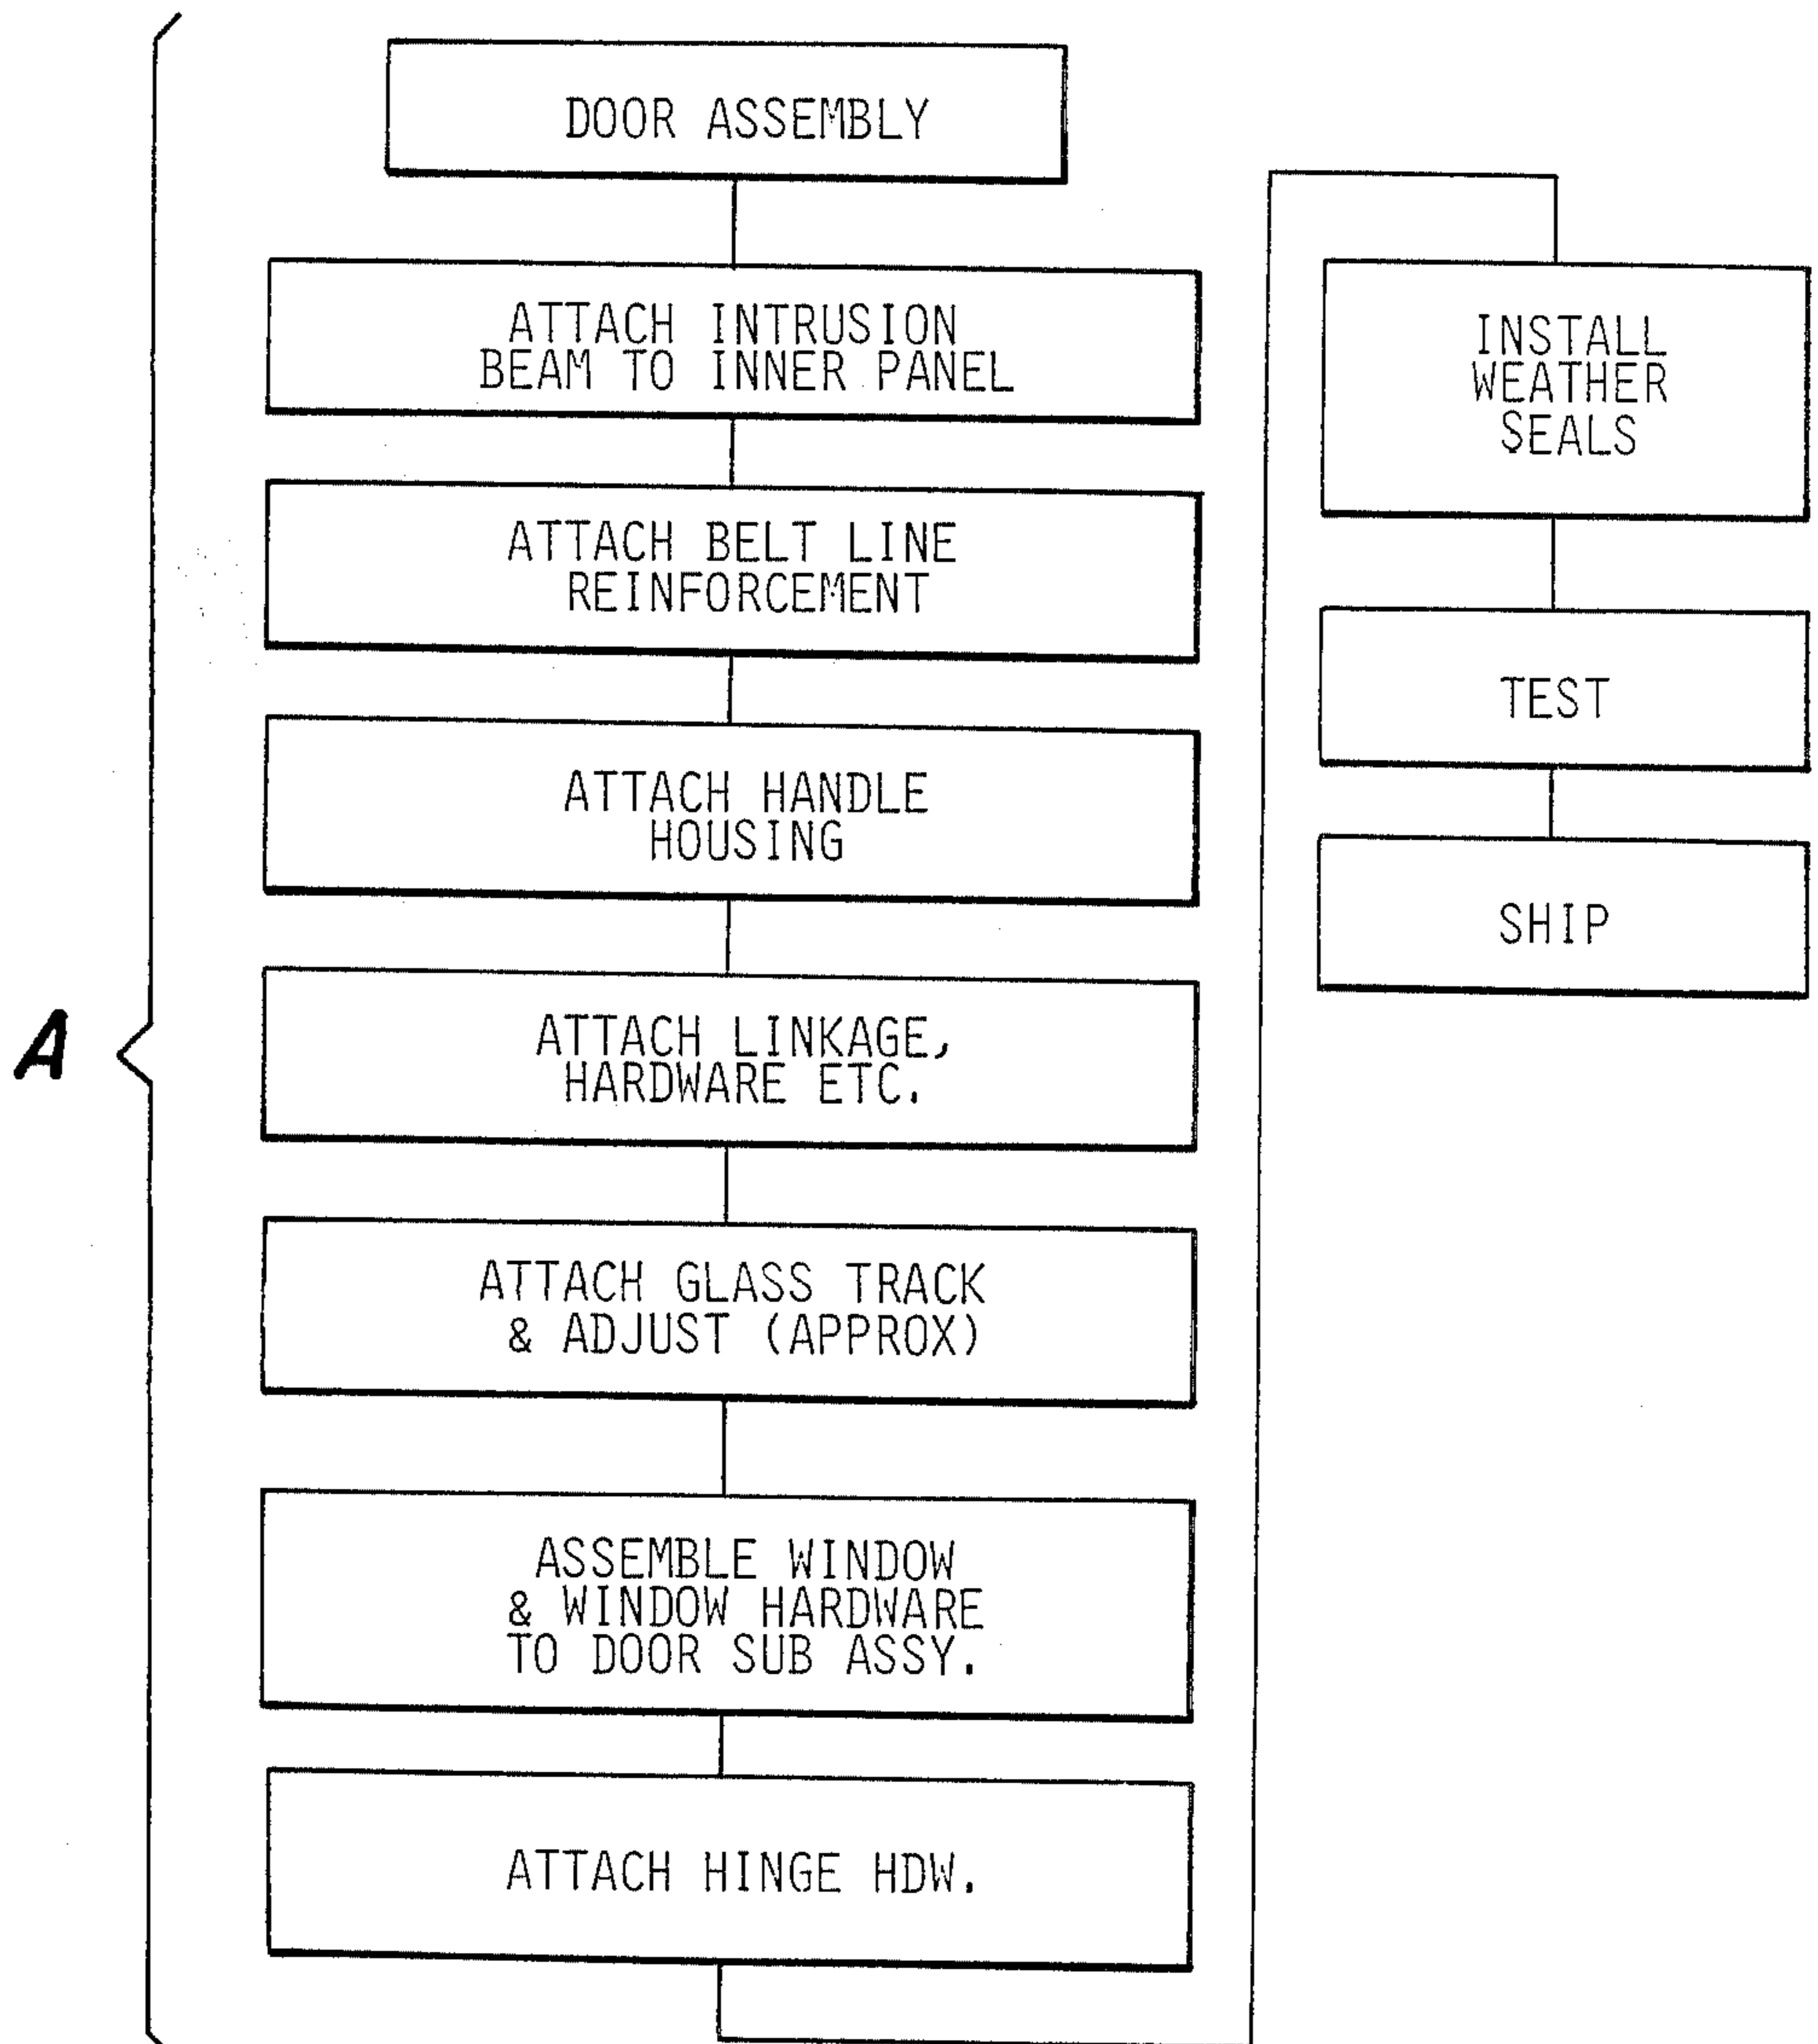 DOOR ASSEMBLY
ATTACH INTRUSION
BEAM TO INNER PANEL
ATTACH BELT LINE
REINFORCEMENT
ATTACH HANDLE
HOUSING
ATTACH LINKAGE,
HARDWARE ETC.
ATTACH GLASS TRACK
& ADJUST (APPROX)
ASSEMBLE WINDOW
& WINDOW HARDWARE
TO DOOR SUB ASSY.
ATTACH HINGE HDW.
INSTALL
WEATHER
SEALS
TEST
SHIP
A